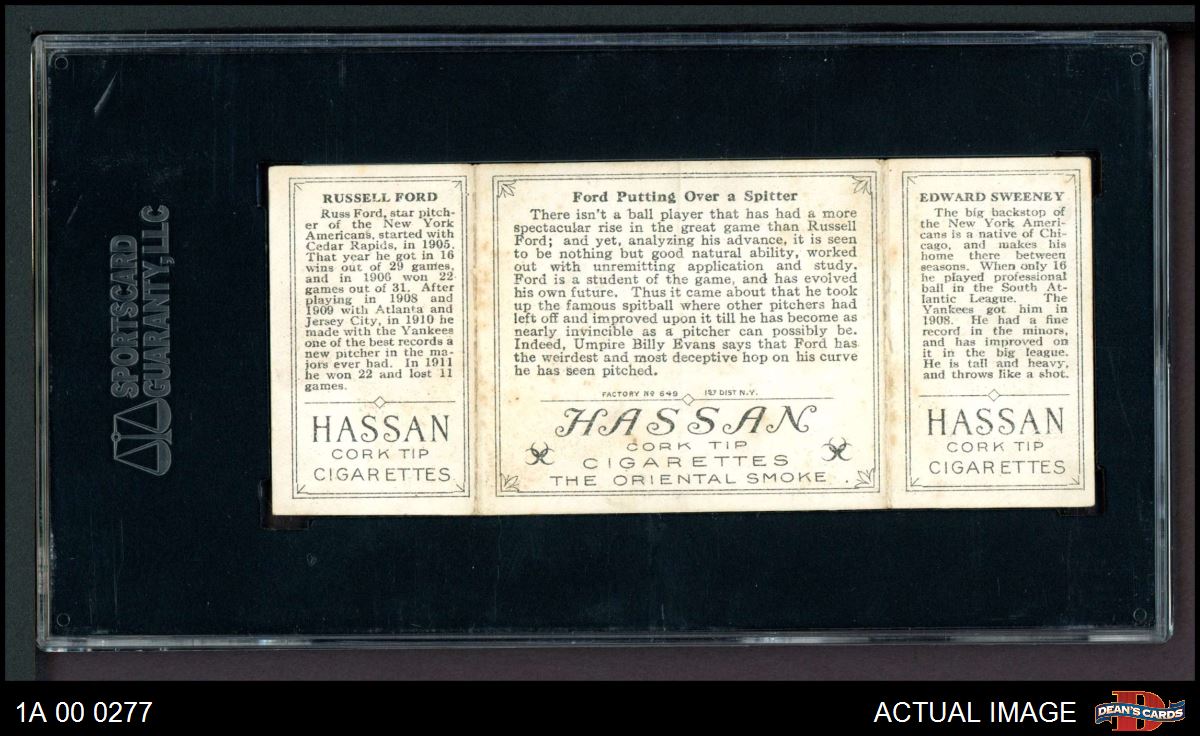 SPORTSCARD
GUARANTY, LLC
RUSSELL FORD
Russ Ford, star pitch-
er of the New York
Americans, started with
Cedar Rapids, in 1905.
That year he got in 16
wins out of 29 games,
and in 1906 won 22
games out of 31. After
playing in 1908 and
1909 with Atlanta and
Jersey City, in 1910 he
made with the Yankees
one of the best records a
new pitcher in the ma-
jors ever had. In 1911
he won 22 and lost 11
games.
HASSAN
CORK TIP
CIGARETTES
Ford Putting Over a Spitter
There isn't a ball player that has had a more
spectacular rise in the great game than Russell
Ford; and yet, analyzing his advance, it is seen
to be nothing but good natural ability, worked
out with unremitting application and study.
Ford is a student of the game, and has evolved
his own future. Thus it came about that he took
up the famous spitball where other pitchers had
left off and improved upon it till he has become as
nearly invincible as a pitcher can possibly be.
Indeed, Umpire Billy Evans says that Ford has
the weirdest and most deceptive hop on his curve
he has seen pitched.
FACTORY No 649 1ST DIST N.Y.
HASSAN
CORK TIP
CIGARETTES
THE ORIENTAL SMOKE.
EDWARD SWEENEY
The big backstop of
the New York Ameri-
cans is a native of Chi-
cago, and makes his
home there between
seasons. When only 16
he played professional
ball in the South At-
lantic League. The
Yankees got him in
1908. He had a fine
record in the minors,
and has improved on
it in the big league.
He is tall and heavy,
and throws like a shot.
HASSAN
CORK TIP
CIGARETTES
1A 00 0277
ACTUAL IMAGE
DEAN'S CARDS